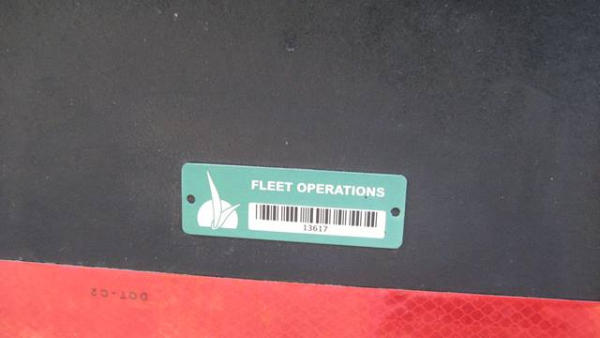 FLEET OPERATIONS
13617
DOT-C2